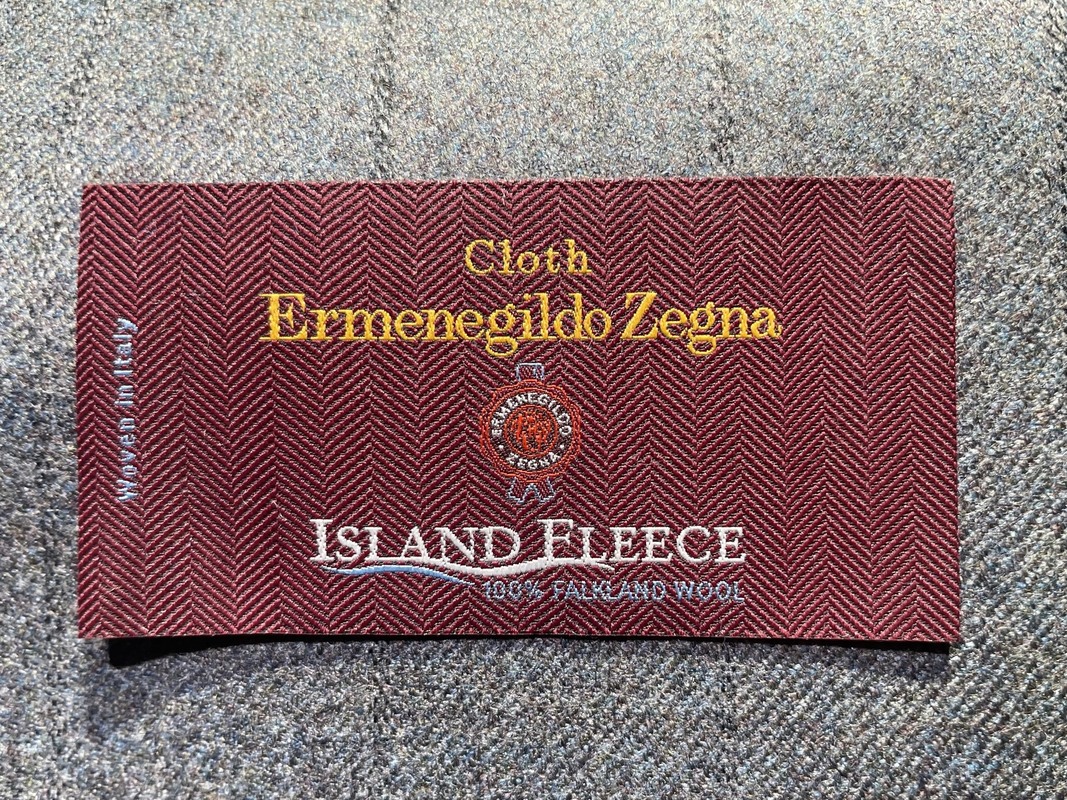 Cloth
Ermenegildo Zegna
ERMENEGILDO
ZEGNA
ISLAND FLEECE
100% FALKLAND WOOL
Woven in Italy